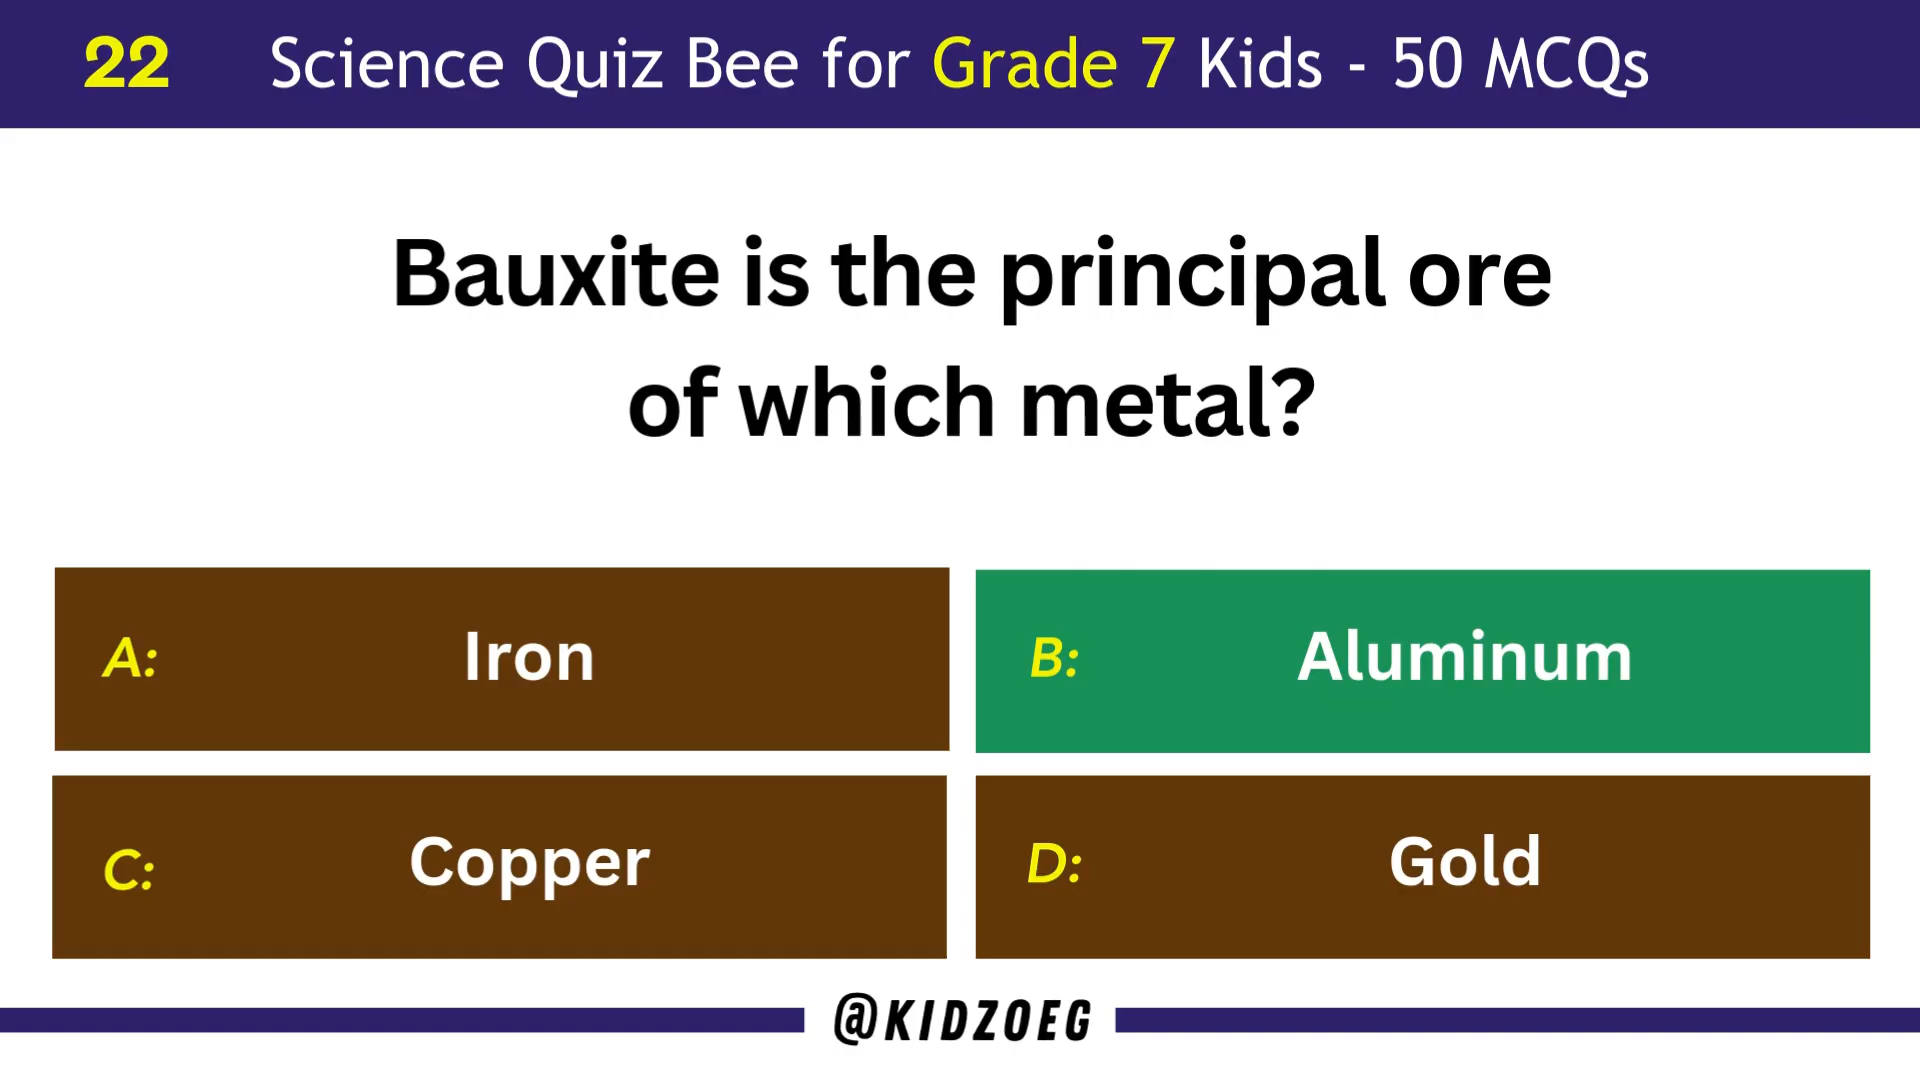 22 Science Quiz Bee for Grade 7 Kids - 50 MCQs
Bauxite is the principal ore
of which metal?
A: Iron
B: Aluminum
C: Copper
D: Gold
@KIDZOEG